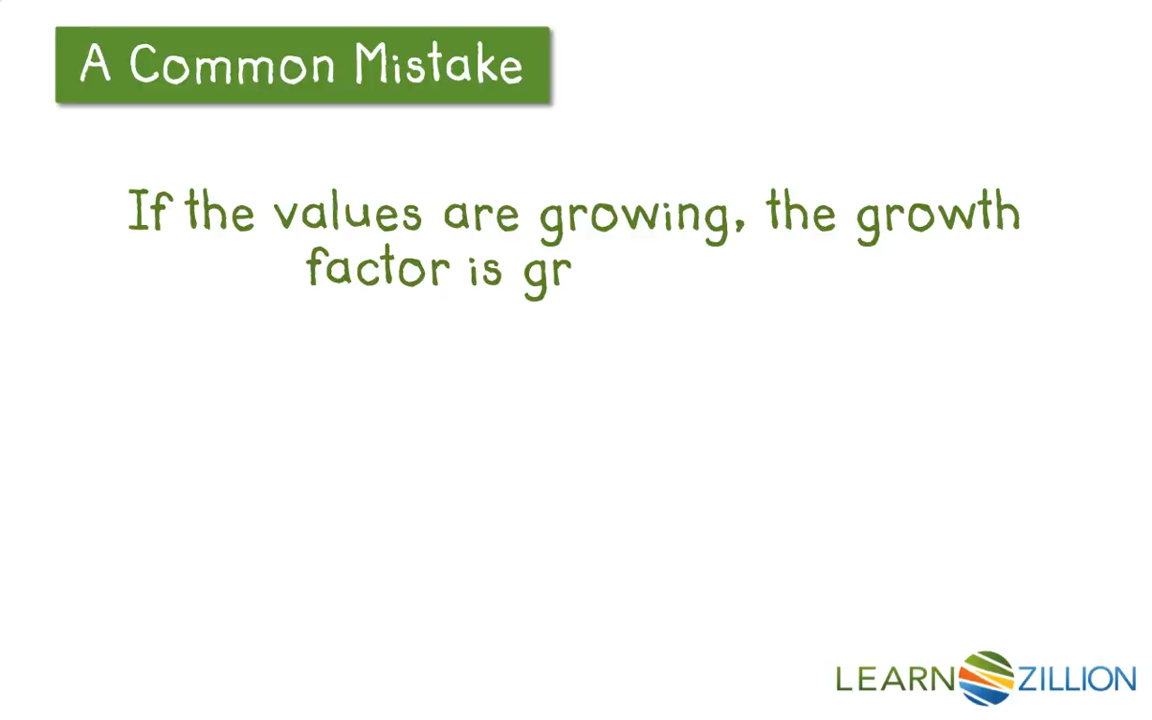 A Common Mistake
If the values are growing, the growth
factor is gr
LEARN ZILLION